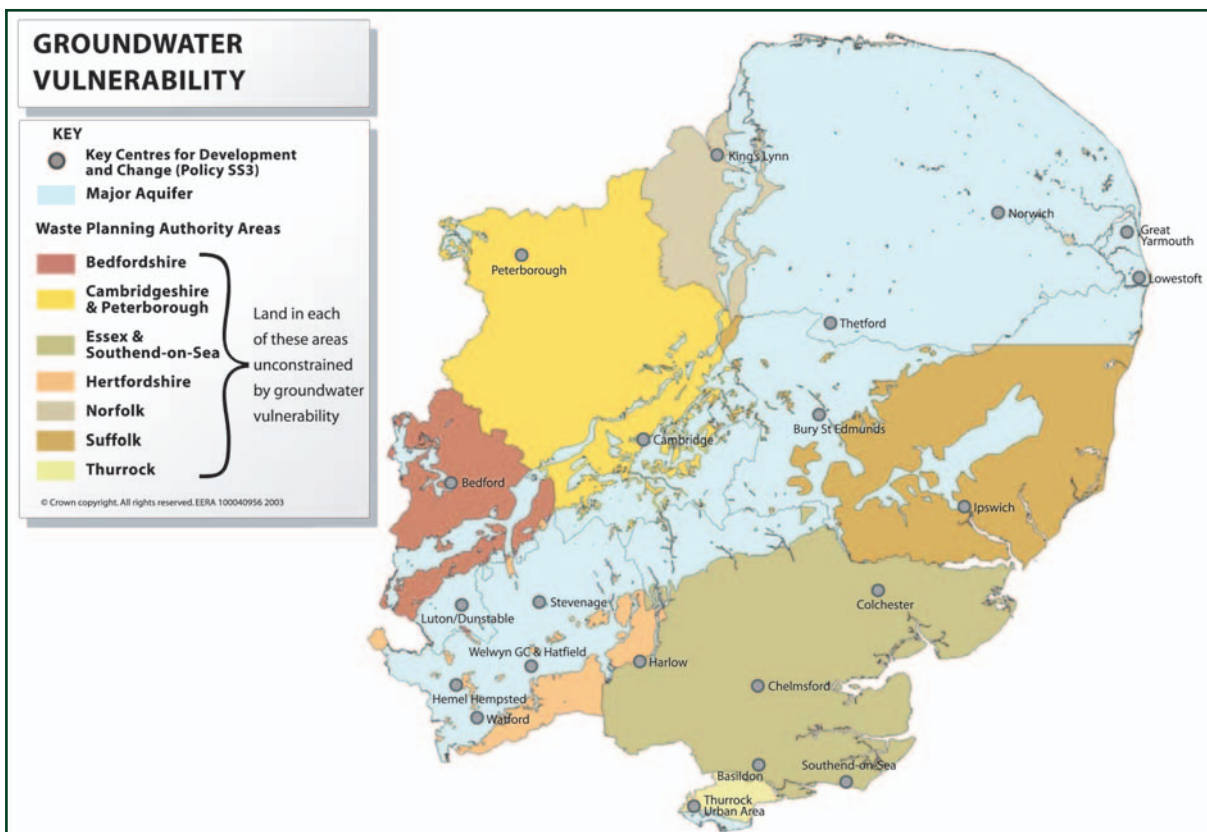 GROUNDWATER
VULNERABILITY
KEY
Key Centres for Development
and Change (Policy SS3)
Major Aquifer
Waste Planning Authority Areas
Bedfordshire
Cambridgeshire
& Peterborough
Essex &
Southend-on-Sea
Hertfordshire
Norfolk
Suffolk
Thurrock
Land in each
of these areas
unconstrained
by groundwater
vulnerability
© Crown copyright. All rights reserved. EERA 100040956 2003
King's Lynn
Norwich
Great
Yarmouth
Peterborough
Lowestoft
Thetford
Bury St Edmunds
Cambridge
Bedford
Ipswich
Stevenage
Colchester
Luton/Dunstable
Welwyn GC & Hatfield
Harlow
Hemel Hempsted
Chelmsford
Watford
Basildon
Southend-on-Sea
Thurrock
Urban Area